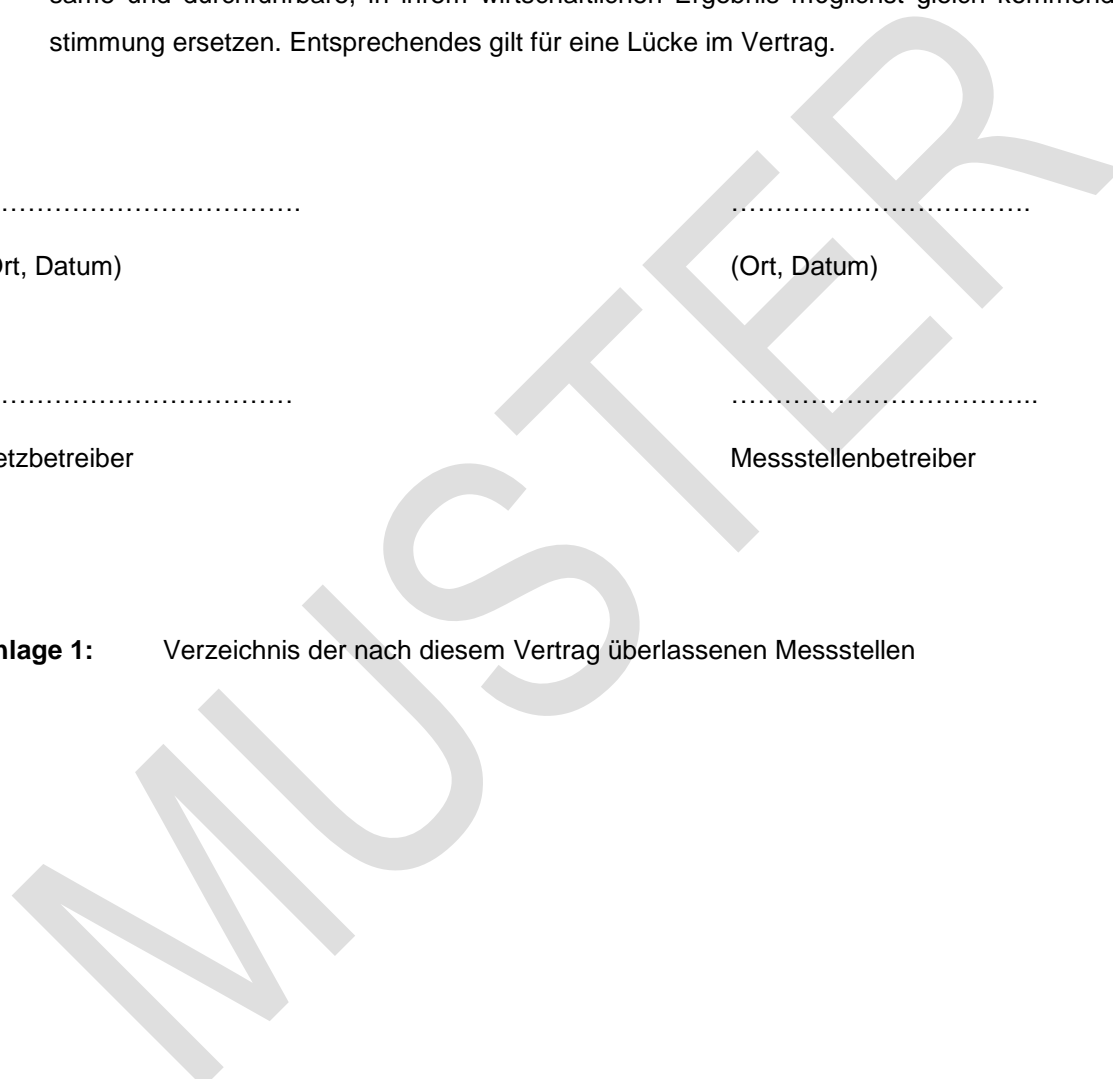 same und durchführbare, in ihrem wirtschaftlichen Ergebnis möglichst gleich kommend
stimmung ersetzen. Entsprechendes gilt für eine Lücke im Vertrag.
……………………………. …………………………….
rt, Datum) (Ort, Datum)
…………………………… ……………………………..
etzbetreiber Messstellenbetreiber
nlage 1: Verzeichnis der nach diesem Vertrag überlassenen Messstellen
MUSTER